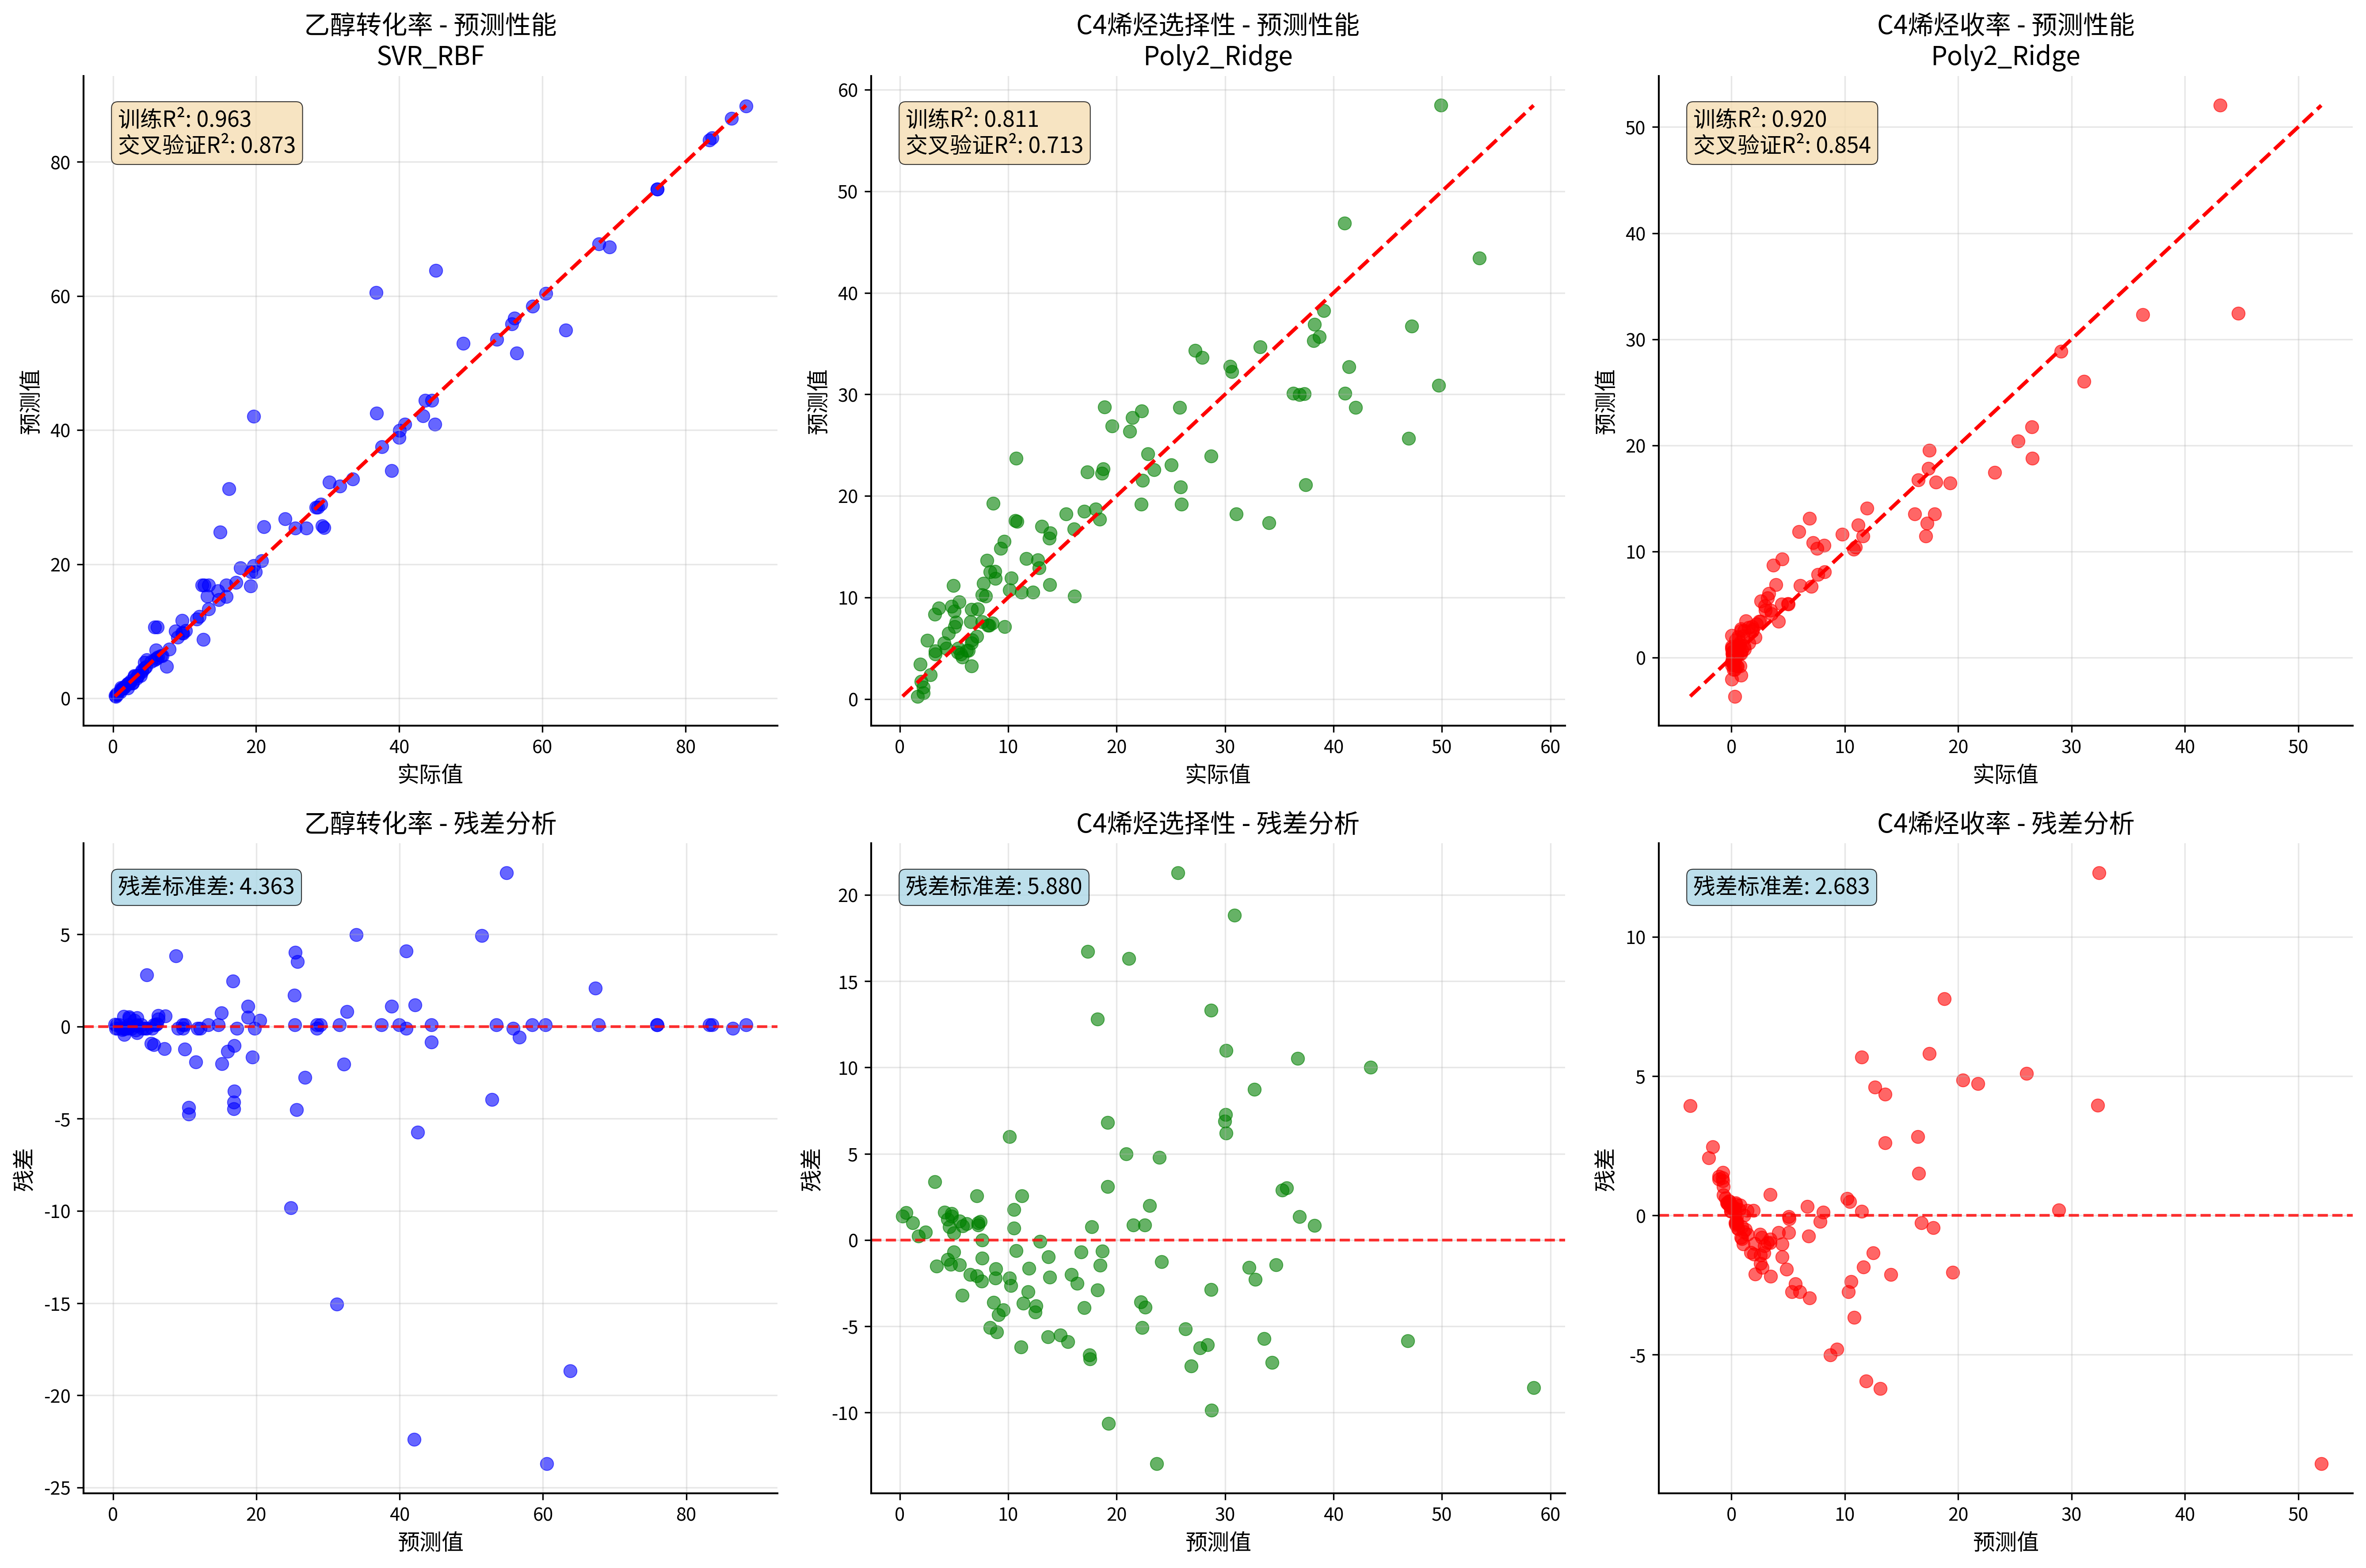 乙醇转化率 - 预测性能
SVR_RBF
训练R²: 0.963
交叉验证R²: 0.873
预测值
80
60
40
20
0
0 20 40 60 80
实际值
C4烯烃选择性 - 预测性能
Poly2_Ridge
训练R²: 0.811
交叉验证R²: 0.713
预测值
60
50
40
30
20
10
0
0 10 20 30 40 50 60
实际值
C4烯烃收率 - 预测性能
Poly2_Ridge
训练R²: 0.920
交叉验证R²: 0.854
预测值
50
40
30
20
10
0
0 10 20 30 40 50
实际值
乙醇转化率 - 残差分析
残差标准差: 4.363
残差
5
0
-5
-10
-15
-20
-25
0 20 40 60 80
预测值
C4烯烃选择性 - 残差分析
残差标准差: 5.880
残差
20
15
10
5
0
-5
-10
0 10 20 30 40 50 60
预测值
C4烯烃收率 - 残差分析
残差标准差: 2.683
残差
10
5
0
-5
0 10 20 30 40 50
预测值